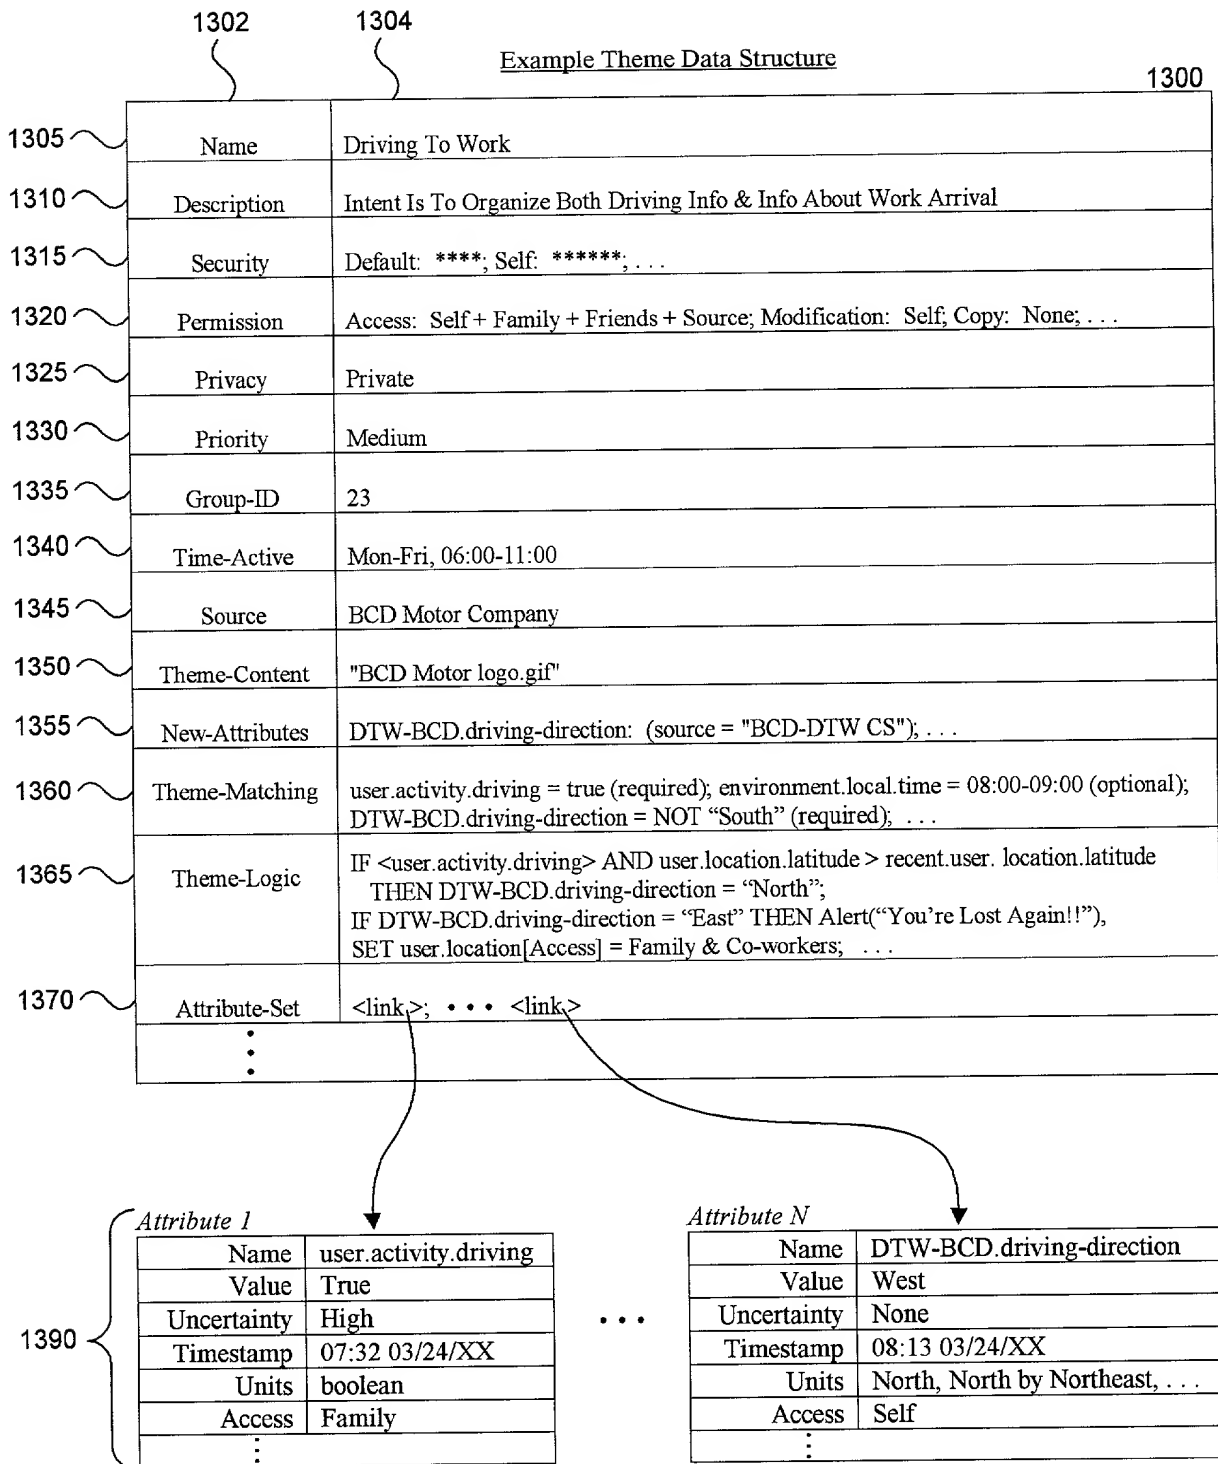 1302 1304
Example Theme Data Structure
1300
1305 Name Driving To Work
1310 Description Intent Is To Organize Both Driving Info & Info About Work Arrival
1315 Security Default: ****; Self: ******; . . .
1320 Permission Access: Self + Family + Friends + Source; Modification: Self; Copy: None; . . .
1325 Privacy Private
1330 Priority Medium
1335 Group-ID 23
1340 Time-Active Mon-Fri, 06:00-11:00
1345 Source BCD Motor Company
1350 Theme-Content "BCD Motor logo.gif"
1355 New-Attributes DTW-BCD.driving-direction: (source = "BCD-DTW CS"); . . .
1360 Theme-Matching user.activity.driving = true (required); environment.local.time = 08:00-09:00 (optional);
DTW-BCD.driving-direction = NOT “South” (required); . . .
1365 Theme-Logic IF <user.activity.driving> AND user.location.latitude > recent.user. location.latitude
THEN DTW-BCD.driving-direction = “North”;
IF DTW-BCD.driving-direction = “East” THEN Alert(“You’re Lost Again!!”),
SET user.location[Access] = Family & Co-workers; . . .
1370 Attribute-Set <link>; • • • <link>
1390
Attribute 1
Name user.activity.driving
Value True
Uncertainty High
Timestamp 07:32 03/24/XX
Units boolean
Access Family
• • •
Attribute N
Name DTW-BCD.driving-direction
Value West
Uncertainty None
Timestamp 08:13 03/24/XX
Units North, North by Northeast, . . .
Access Self